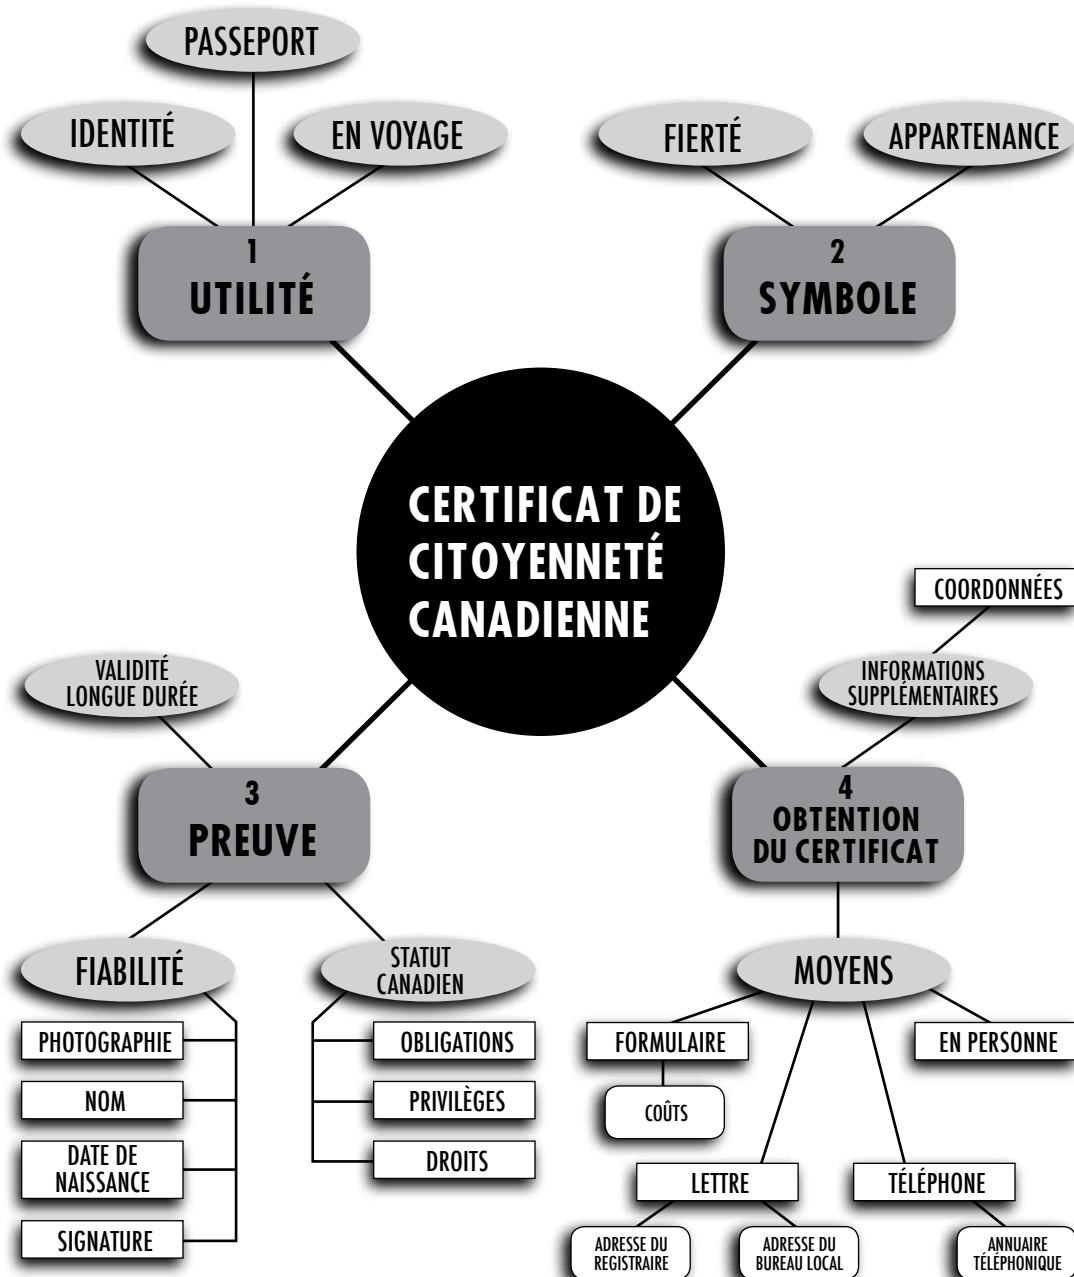 PASSEPORT
IDENTITÉ
EN VOYAGE
1
UTILITÉ
FIERTÉ
APPARTENANCE
2
SYMBOLE
CERTIFICAT DE
CITOYENNETÉ
CANADIENNE
VALIDITÉ
LONGUE DURÉE
3
PREUVE
FIABILITÉ
PHOTOGRAPHIE
NOM
DATE DE
NAISSANCE
SIGNATURE
STATUT
CANADIEN
OBLIGATIONS
PRIVILÈGES
DROITS
COORDONNÉES
INFORMATIONS
SUPPLÉMENTAIRES
4
OBTENTION
DU CERTIFICAT
MOYENS
FORMULAIRE
COÛTS
EN PERSONNE
LETTRE
ADRESSE DU
REGISTRAIRE
ADRESSE DU
BUREAU LOCAL
TÉLÉPHONE
ANNUAIRE
TÉLÉPHONIQUE